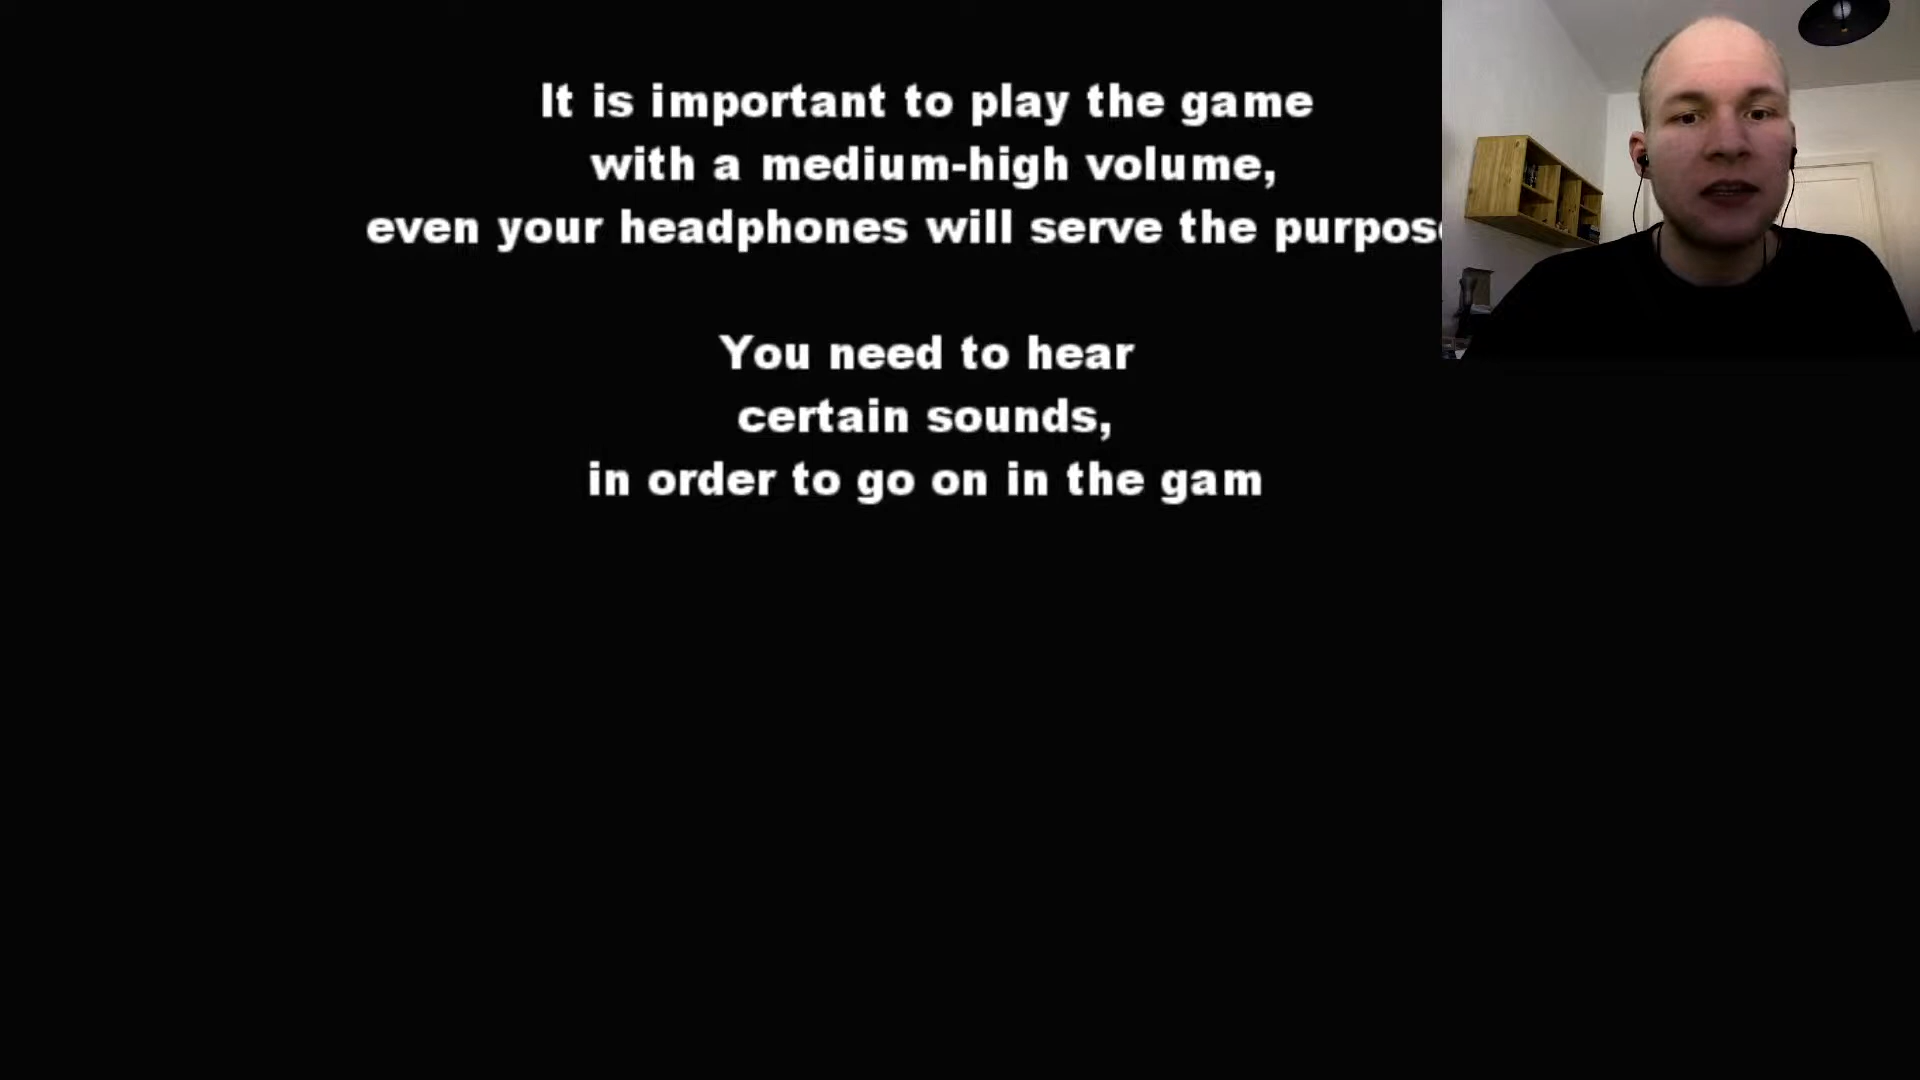 It is important to play the game
with a medium-high volume,
even your headphones will serve the purpose
You need to hear
certain sounds,
in order to go on in the gam